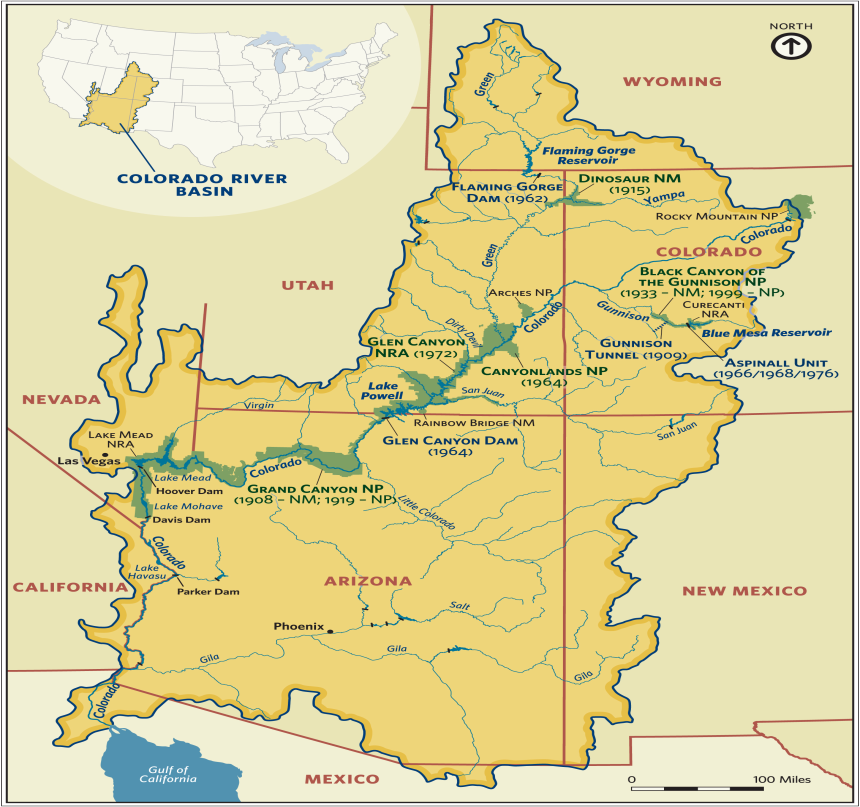 NORTH
WYOMING
COLORADO RIVER
BASIN
Green
Flaming Gorge
Reservoir
FLAMING GORGE
DAM (1962)
DINOSAUR NM
(1915)
Yampa
ROCKY MOUNTAIN NP
Colorado
COLORADO
Green
UTAH
BLACK CANYON OF
THE GUNNISON NP
(1933 – NM; 1999 – NP)
ARCHES NP
CURECANTI
NRA
Gunnison
Colorado
Dirty Devil
Blue Mesa Reservoir
GLEN CANYON
NRA (1972)
GUNNISON
TUNNEL (1909)
ASPINALL UNIT
(1966/1968/1976)
CANYONLANDS NP
(1964)
Lake
Powell
San Juan
NEVADA
Virgin
RAINBOW BRIDGE NM
San Juan
LAKE MEAD
NRA
GLEN CANYON DAM
(1964)
Las Vegas
Colorado
Lake Mead
Hoover Dam
GRAND CANYON NP
(1908 – NM; 1919 – NP)
Lake Mohave
Davis Dam
Little Colorado
Colorado
Lake
Havasu
CALIFORNIA
ARIZONA
Parker Dam
NEW MEXICO
Salt
Phoenix
Gila
Gila
Gila
Colorado
Gulf of
California
MEXICO
0
100 Miles